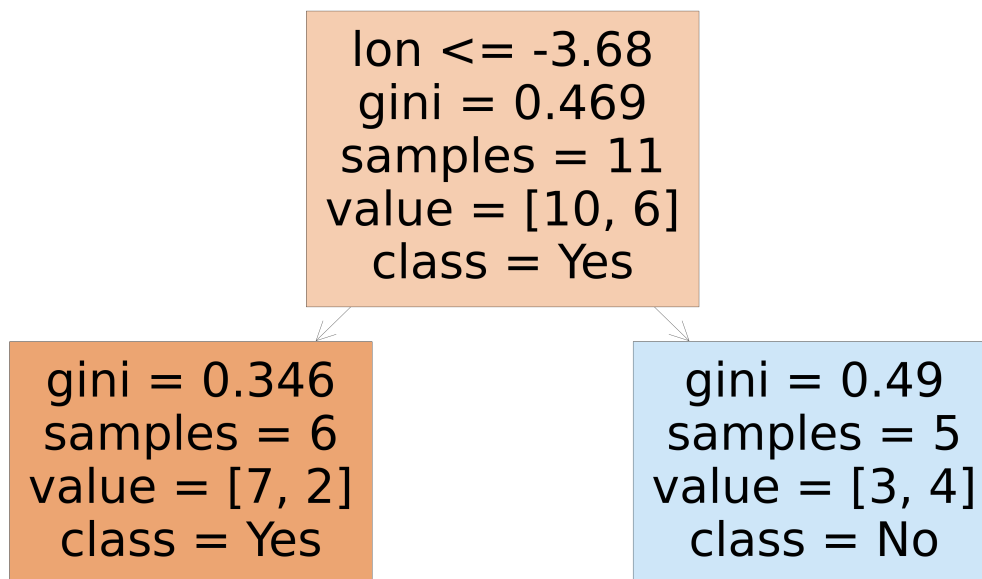 lon <= -3.68
gini = 0.469
samples = 11
value = [10, 6]
class = Yes
gini = 0.346
samples = 6
value = [7, 2]
class = Yes
gini = 0.49
samples = 5
value = [3, 4]
class = No